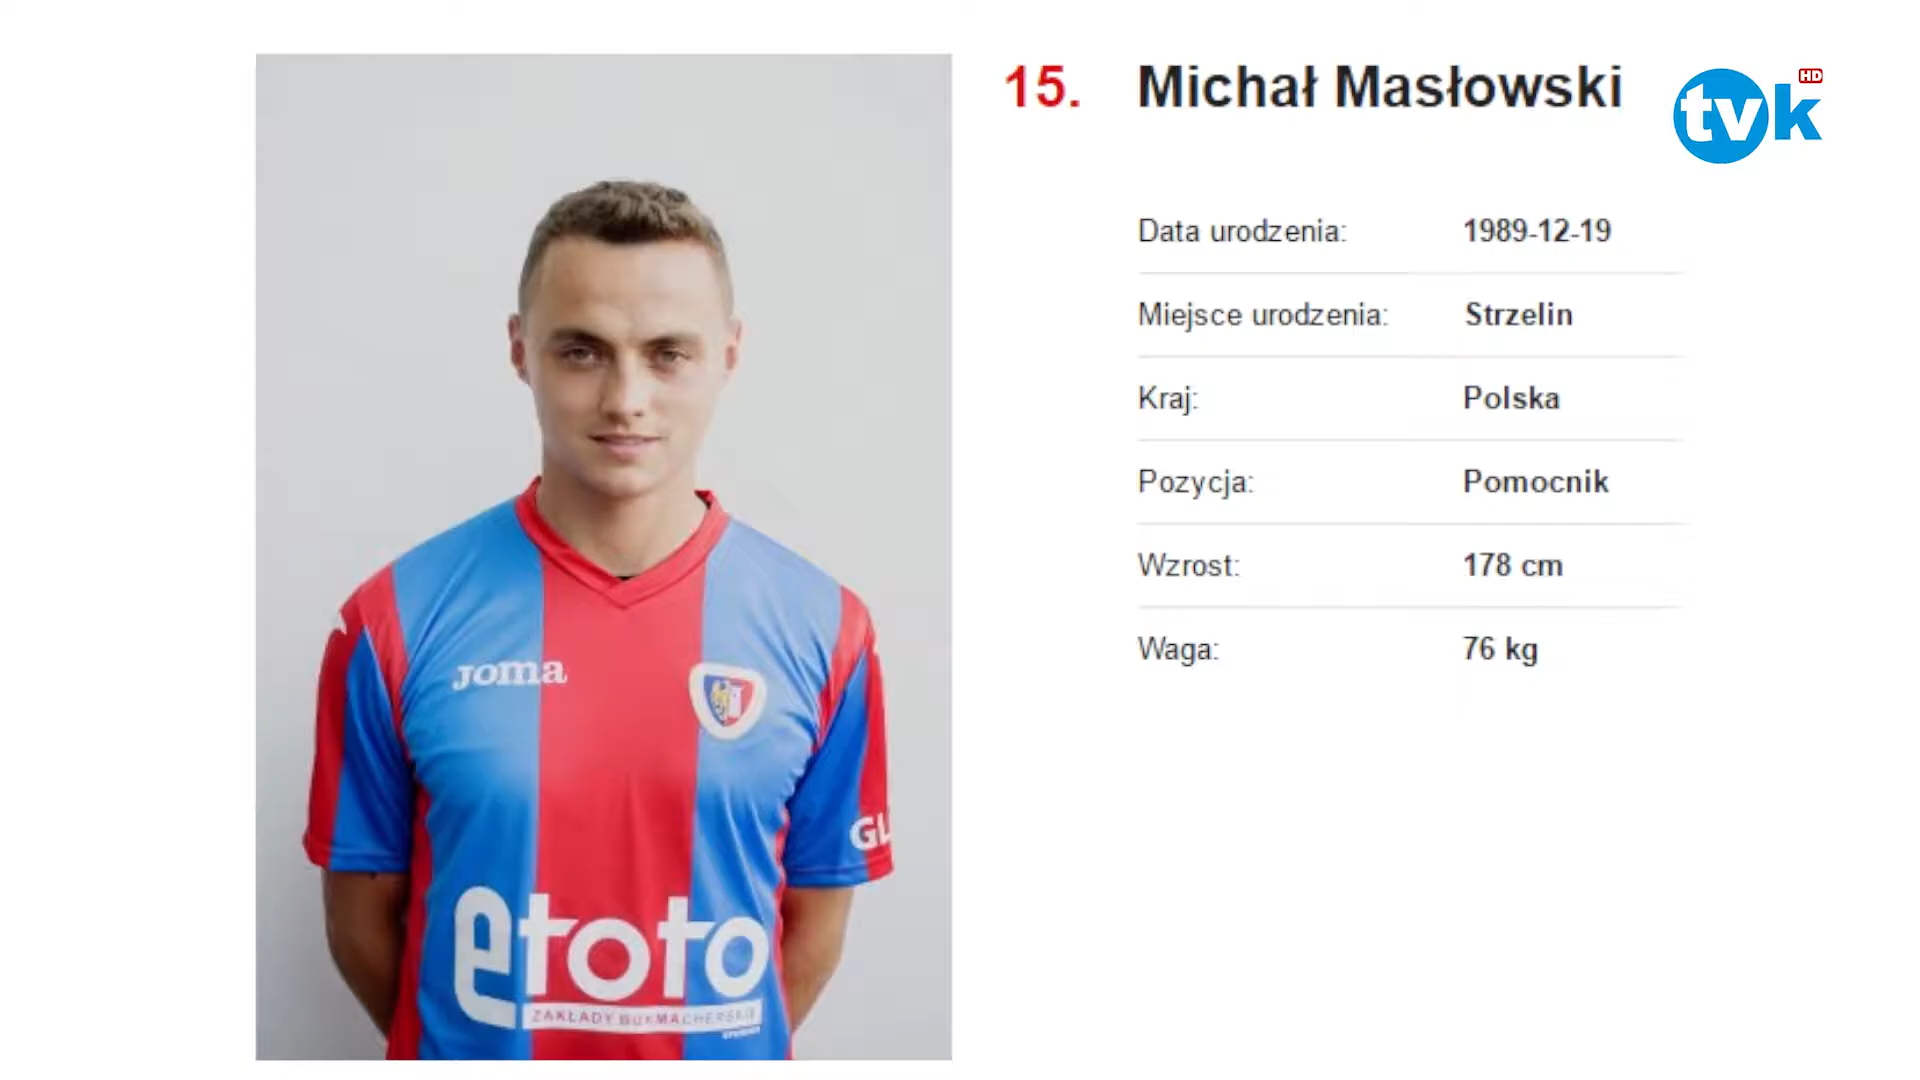 15. Michał Masłowski
tvk HD
Data urodzenia: 1989-12-19
Miejsce urodzenia: Strzelin
Kraj: Polska
Pozycja: Pomocnik
Wzrost: 178 cm
Waga: 76 kg
Joma
GL
etoto
ZAKŁADY BUKMACHERSKIE